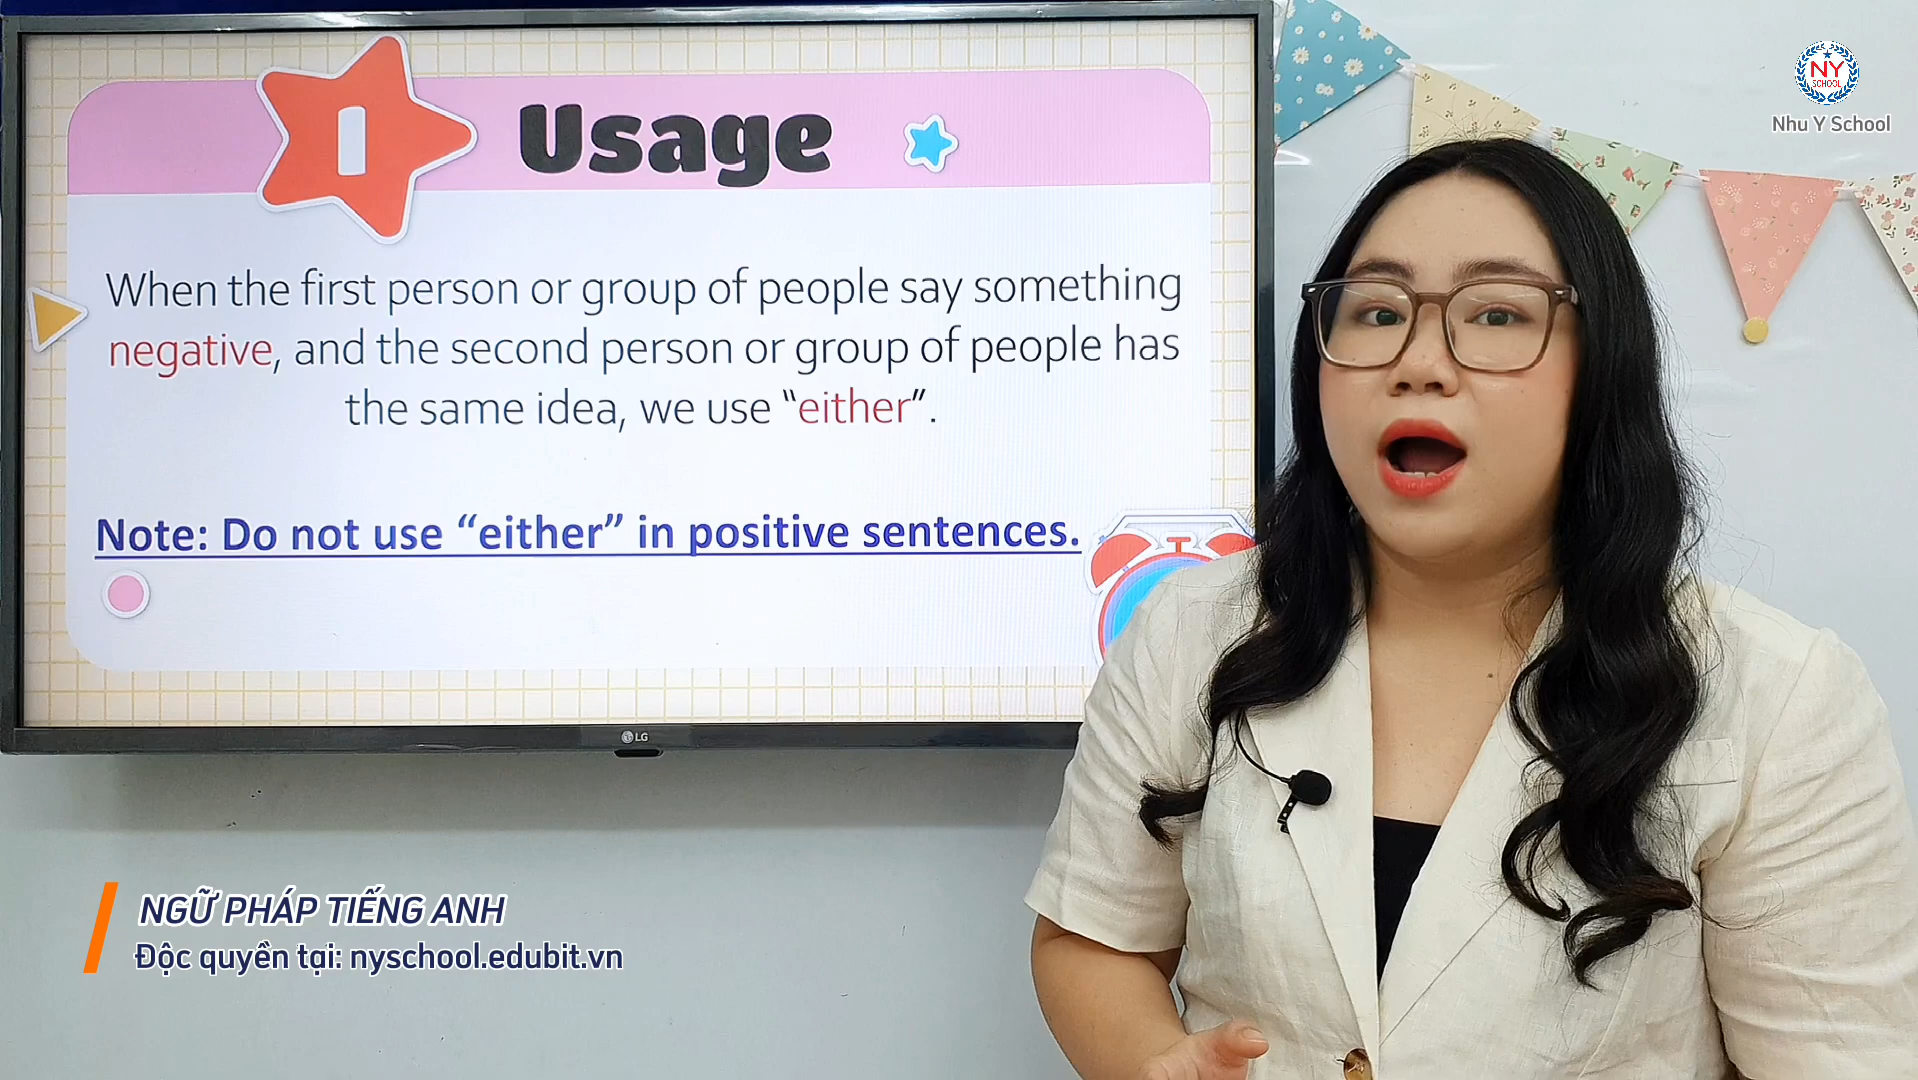 1 Usage
When the first person or group of people say something
negative, and the second person or group of people has
the same idea, we use “either”.
Note: Do not use “either” in positive sentences.
LG
NY
SCHOOL
Nhu Y School
NGỮ PHÁP TIẾNG ANH
Độc quyền tại: nyschool.edubit.vn